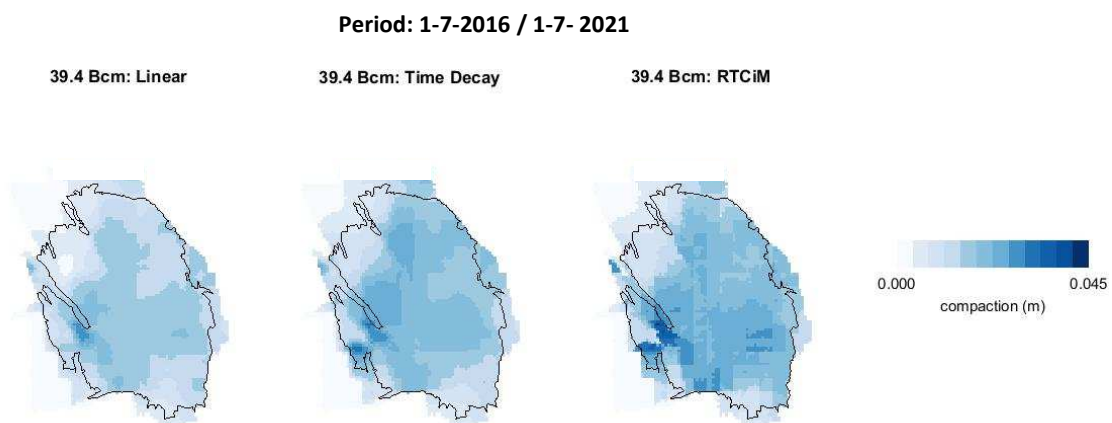 Period: 1-7-2016 / 1-7- 2021
39.4 Bcm: Linear
39.4 Bcm: Time Decay
39.4 Bcm: RTCiM
0.000
0.045
compaction (m)